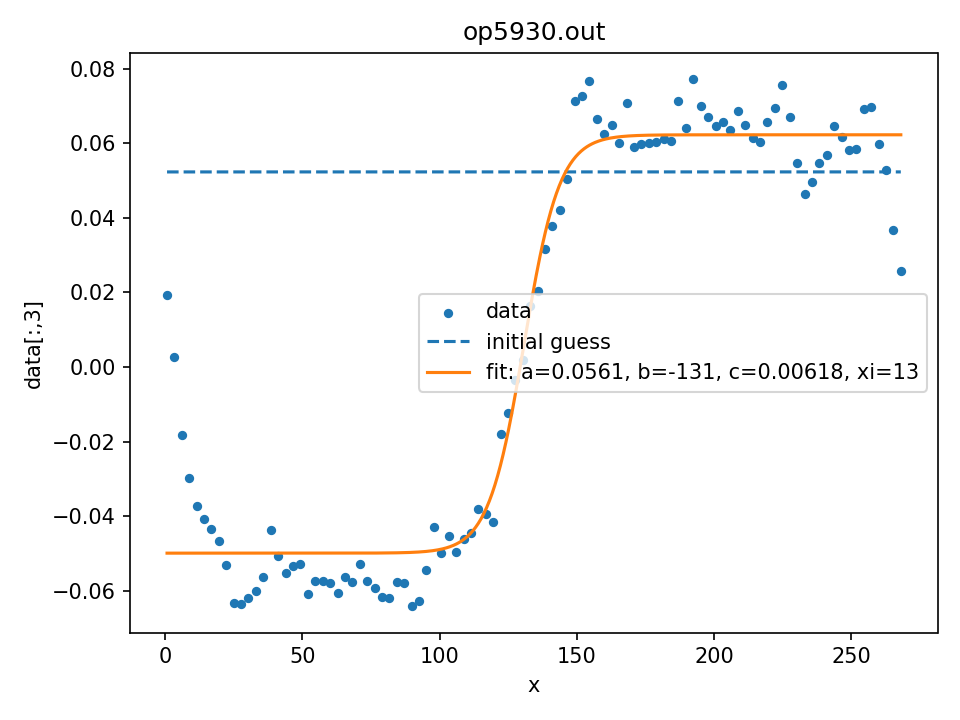 op5930.out
0.08
0.06
0.04
0.02
0.00
−0.02
−0.04
−0.06
data[:,3]
data
initial guess
fit: a=0.0561, b=-131, c=0.00618, xi=13
0 50 100 150 200 250
x